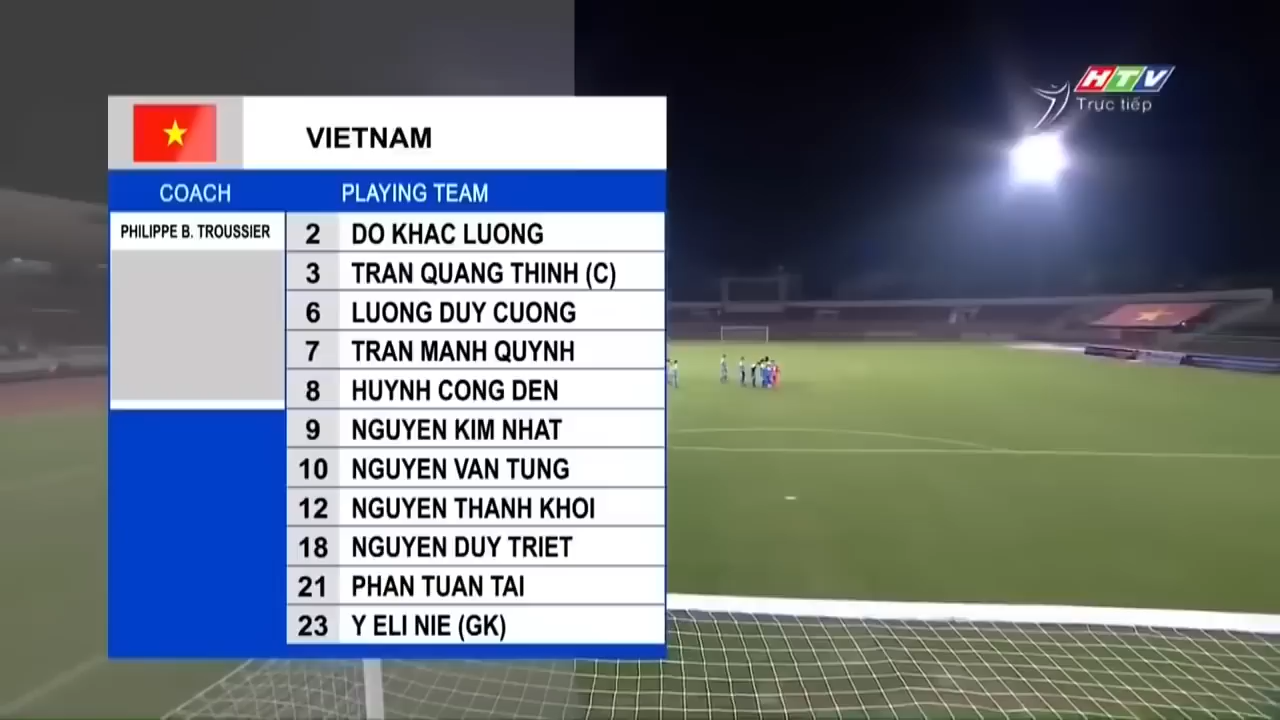 HTV
Trực tiếp
VIETNAM
COACH PLAYING TEAM
PHILIPPE B. TROUSSIER
2 DO KHAC LUONG
3 TRAN QUANG THINH (C)
6 LUONG DUY CUONG
7 TRAN MANH QUYNH
8 HUYNH CONG DEN
9 NGUYEN KIM NHAT
10 NGUYEN VAN TUNG
12 NGUYEN THANH KHOI
18 NGUYEN DUY TRIET
21 PHAN TUAN TAI
23 Y ELI NIE (GK)